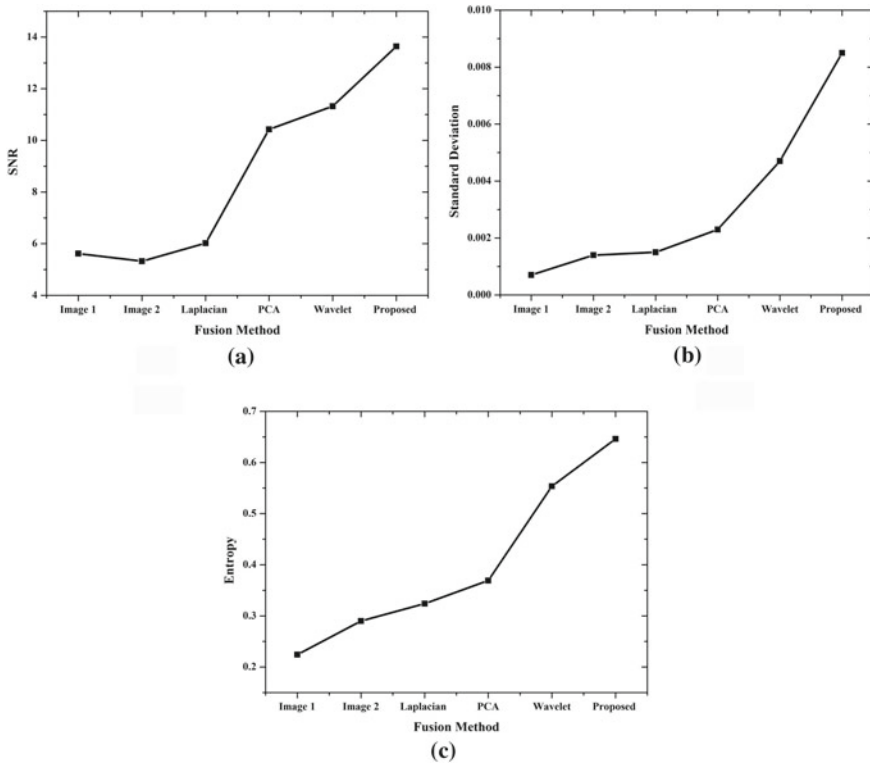 14
12
10
8
6
4
SNR
Image 1 Image 2 Laplacian PCA Wavelet Proposed
Fusion Method
(a)
0.010
0.008
0.006
0.004
0.002
0.000
Standard Deviation
Image 1 Image 2 Laplacian PCA Wavelet Proposed
Fusion Method
(b)
0.7
0.6
0.5
0.4
0.3
0.2
Entropy
Image 1 Image 2 Laplacian PCA Wavelet Proposed
Fusion Method
(c)